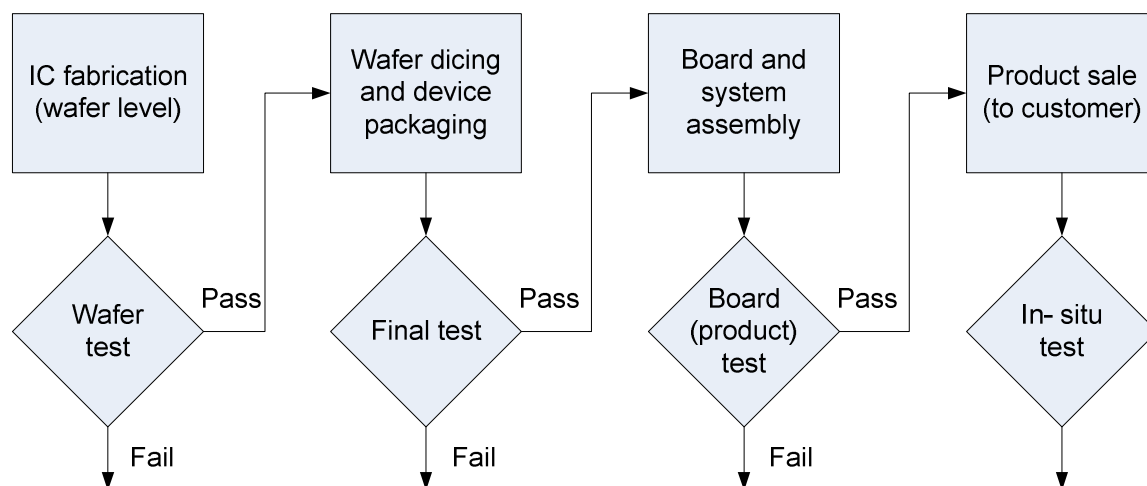 IC fabrication
(wafer level)
Wafer dicing
and device
packaging
Board and
system
assembly
Product sale
(to customer)
Wafer
test
Pass
Final test
Pass
Board
(product)
test
Pass
In- situ
test
Fail
Fail
Fail